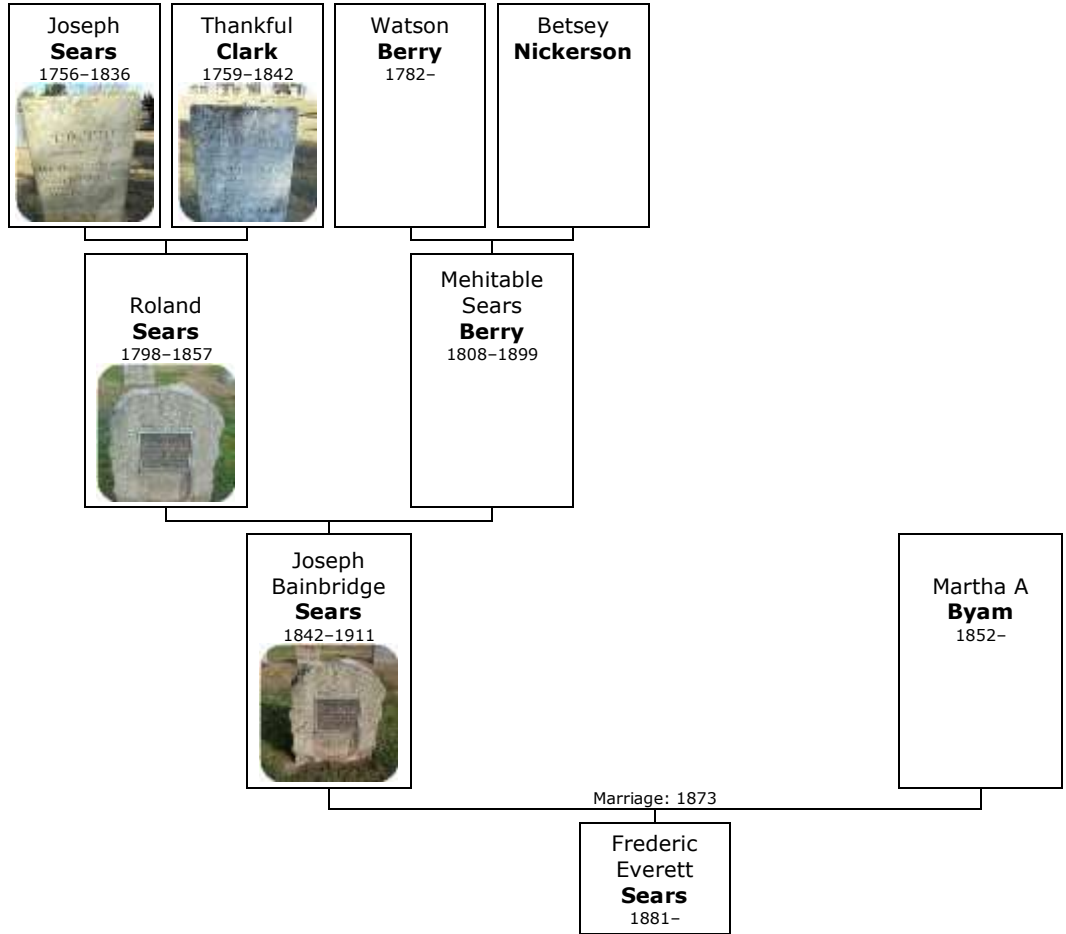 Joseph
Sears
1756–1836
Thankful
Clark
1759–1842
Watson
Berry
1782–
Betsey
Nickerson
Roland
Sears
1798–1857
Mehitable
Sears
Berry
1808–1899
Joseph
Bainbridge
Sears
1842–1911
Martha A
Byam
1852–
Marriage: 1873
Frederic
Everett
Sears
1881–